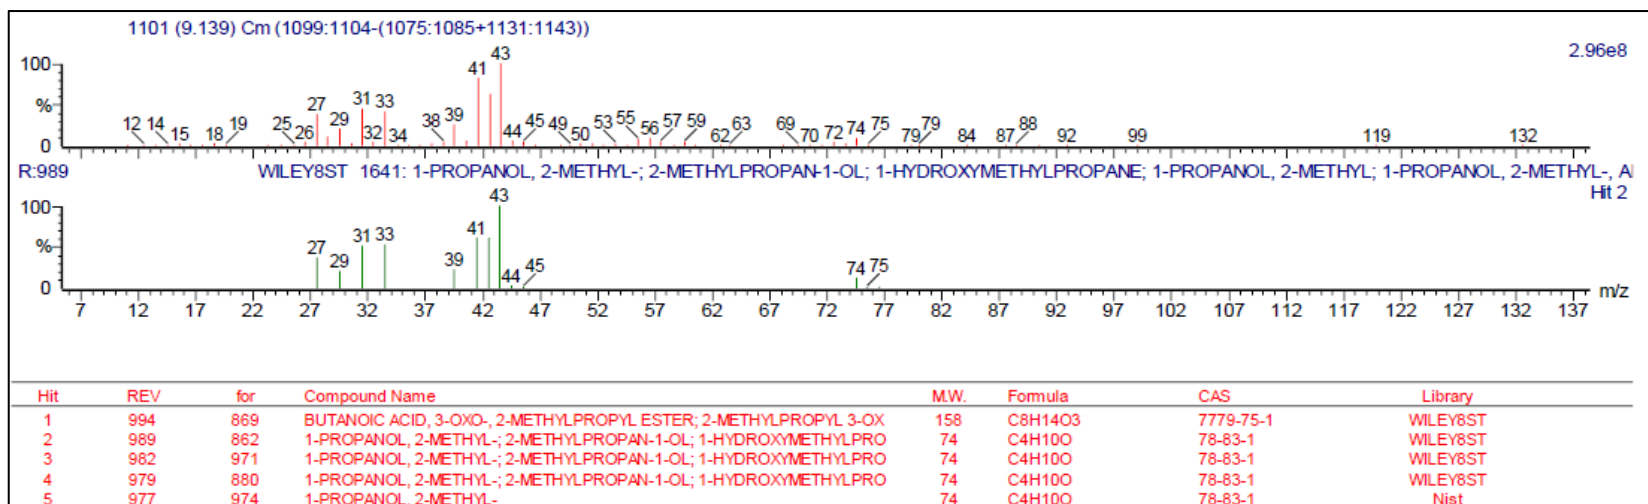 1101 (9.139) Cm (1099:1104-(1075:1085+1131:1143))
2.96e8
100
%
0
12 14 15 18 19 25 26 27 29 31 32 33 34 38 39 41 43 44 45 49 50 53 55 56 57 59 62 63 69 70 72 74 75 79 79 84 87 88 92 99 119 132
R:989 WILEY8ST 1641: 1-PROPANOL, 2-METHYL-; 2-METHYLPROPAN-1-OL; 1-HYDROXYMETHYLPROPANE; 1-PROPANOL, 2-METHYL; 1-PROPANOL, 2-METHYL-, A
Hit 2
100
%
0
27 29 31 33 39 41 43 44 45 74 75
7 12 17 22 27 32 37 42 47 52 57 62 67 72 77 82 87 92 97 102 107 112 117 122 127 132 137 m/z
Hit REV for Compound Name M.W. Formula CAS Library
1 994 869 BUTANOIC ACID, 3-OXO-, 2-METHYLPROPYL ESTER; 2-METHYLPROPYL 3-OX 158 C8H14O3 7779-75-1 WILEY8ST
2 989 862 1-PROPANOL, 2-METHYL-; 2-METHYLPROPAN-1-OL; 1-HYDROXYMETHYLPRO 74 C4H10O 78-83-1 WILEY8ST
3 982 971 1-PROPANOL, 2-METHYL-; 2-METHYLPROPAN-1-OL; 1-HYDROXYMETHYLPRO 74 C4H10O 78-83-1 WILEY8ST
4 979 880 1-PROPANOL, 2-METHYL-; 2-METHYLPROPAN-1-OL; 1-HYDROXYMETHYLPRO 74 C4H10O 78-83-1 WILEY8ST
5 977 974 1-PROPANOL, 2-METHYL- 74 C4H10O 78-83-1 Nist